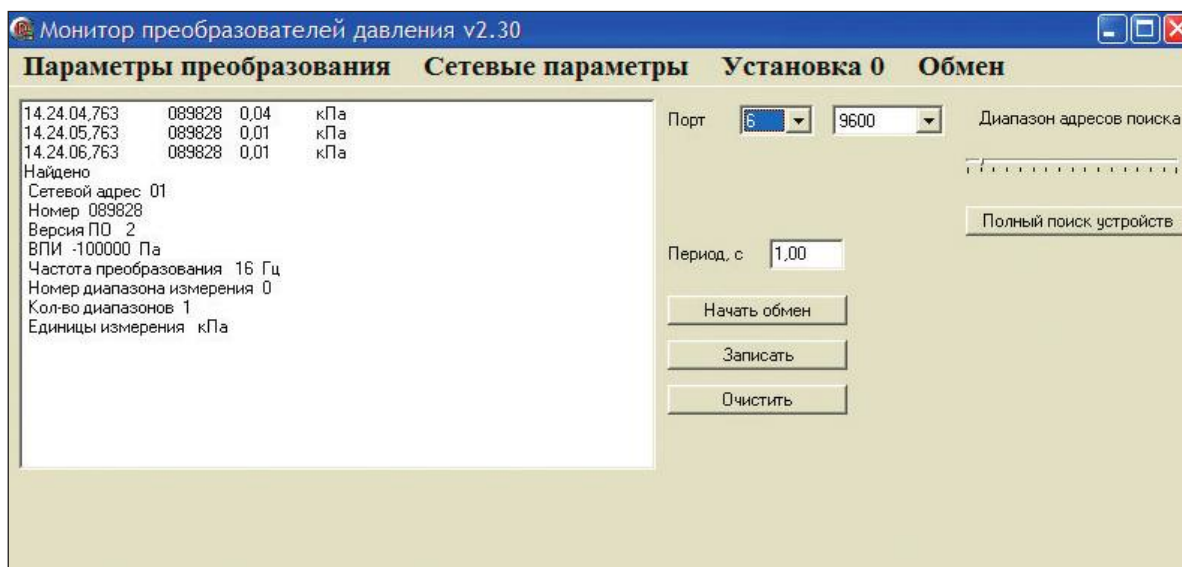 Монитор преобразователей давления v2.30
Параметры преобразования Сетевые параметры Установка 0 Обмен
14.24.04,763 089828 0,04 кПа
14.24.05,763 089828 0,01 кПа
14.24.06,763 089828 0,01 кПа
Найдено
Сетевой адрес 01
Номер 089828
Версия ПО 2
ВПИ -100000 Па
Частота преобразования 16 Гц
Номер диапазона измерения 0
Кол-во диапазонов 1
Единицы измерения кПа
Порт 6 9600
Период, с 1,00
Начать обмен
Записать
Очистить
Диапазон адресов поиска
Полный поиск устройств